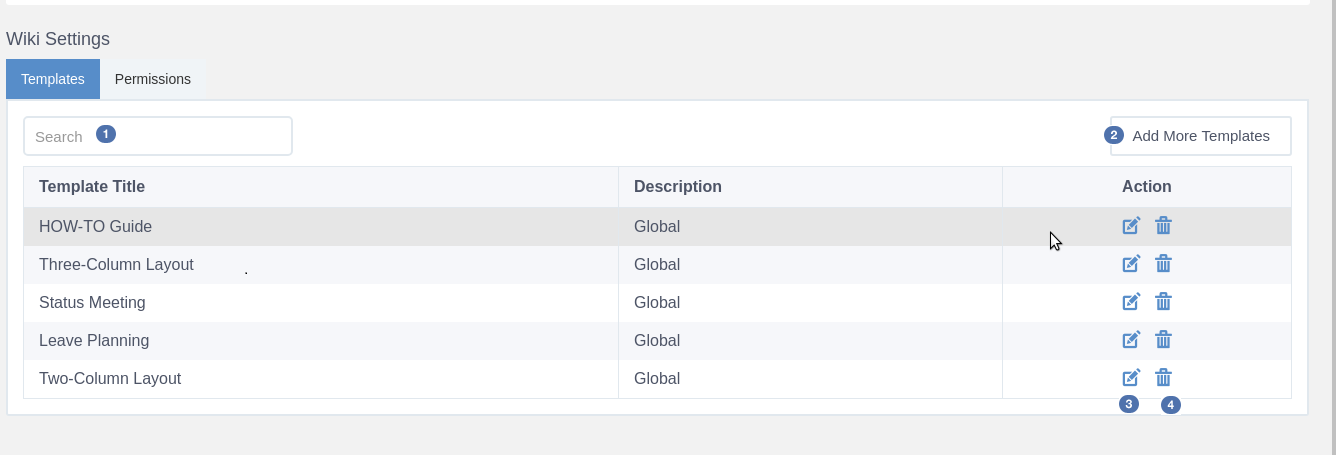 Wiki Settings
Templates Permissions
Search 1 2 Add More Templates
Template Title Description Action
HOW-TO Guide Global
Three-Column Layout Global
Status Meeting Global
Leave Planning Global
Two-Column Layout Global
3 4